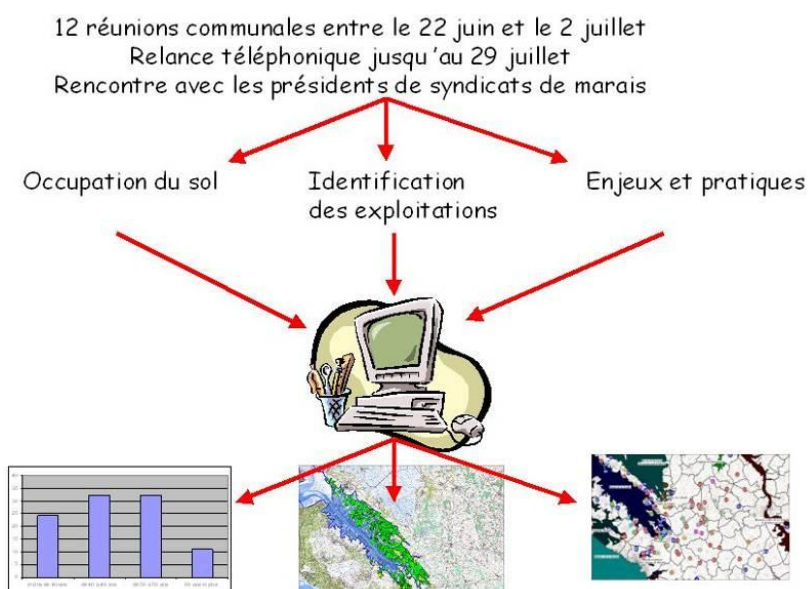 12 réunions communales entre le 22 juin et le 2 juillet
Relance téléphonique jusqu'au 29 juillet
Rencontre avec les présidents de syndicats de marais
Occupation du sol
Identification
des exploitations
Enjeux et pratiques